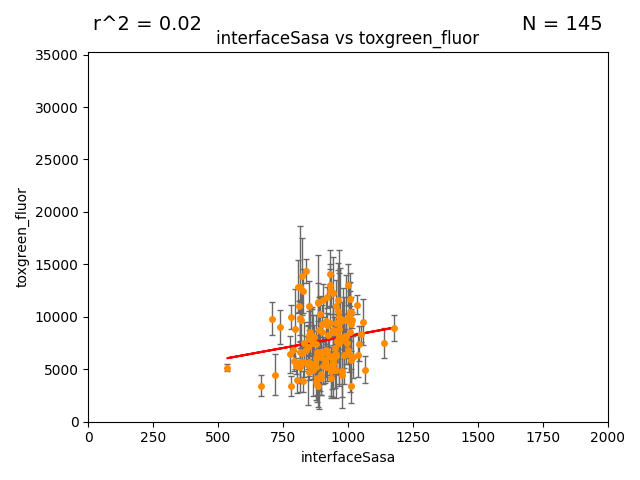 r^2 = 0.02
N = 145
interfaceSasa vs toxgreen_fluor
35000
30000
25000
20000
15000
10000
5000
0
toxgreen_fluor
0 250 500 750 1000 1250 1500 1750 2000
interfaceSasa